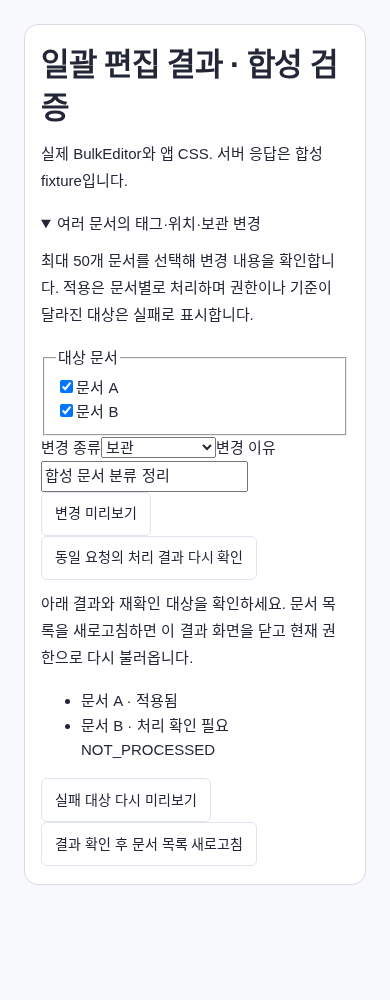 일괄 편집 결과 · 합성 검
증
실제 BulkEditor와 앱 CSS. 서버 응답은 합성
fixture입니다.
▼ 여러 문서의 태그·위치·보관 변경
최대 50개 문서를 선택해 변경 내용을 확인합니
다. 적용은 문서별로 처리하며 권한이나 기준이
달라진 대상은 실패로 표시합니다.
대상 문서
문서 A
문서 B
변경 종류 보관 변경 이유
합성 문서 분류 정리
변경 미리보기
동일 요청의 처리 결과 다시 확인
아래 결과와 재확인 대상을 확인하세요. 문서 목
록을 새로고침하면 이 결과 화면을 닫고 현재 권
한으로 다시 불러옵니다.
• 문서 A · 적용됨
• 문서 B · 처리 확인 필요
NOT_PROCESSED
실패 대상 다시 미리보기
결과 확인 후 문서 목록 새로고침